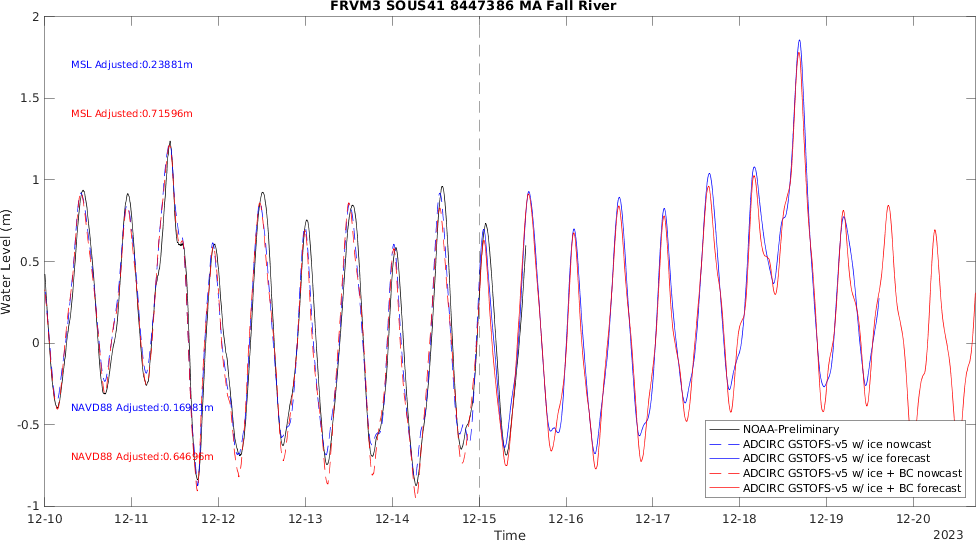 FRVM3 SOUS41 8447386 MA Fall River
2
1.5
1
0.5
0
-0.5
-1
Water Level (m)
MSL Adjusted:0.23881m
MSL Adjusted:0.71596m
NAVD88 Adjusted:0.16981m
NAVD88 Adjusted:0.64696m
NOAA-Preliminary
ADCIRC GSTOFS-v5 w/ ice nowcast
ADCIRC GSTOFS-v5 w/ ice forecast
ADCIRC GSTOFS-v5 w/ ice + BC nowcast
ADCIRC GSTOFS-v5 w/ ice + BC forecast
12-10 12-11 12-12 12-13 12-14 12-15 12-16 12-17 12-18 12-19 12-20
Time
2023